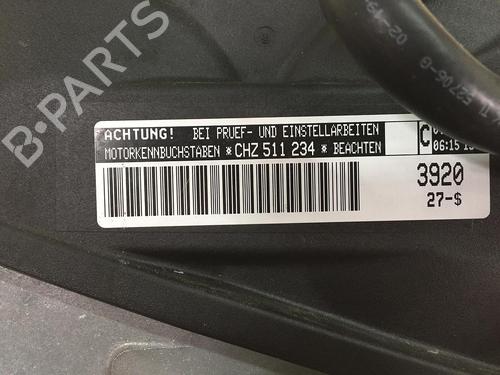 B-PARTS
ACHTUNG! BEI PRUEF- UND EINSTELLARBEITEN
MOTORKENNBUCHSTABEN *CHZ 511 234* BEACHTEN
C
06:15
3920
27-$